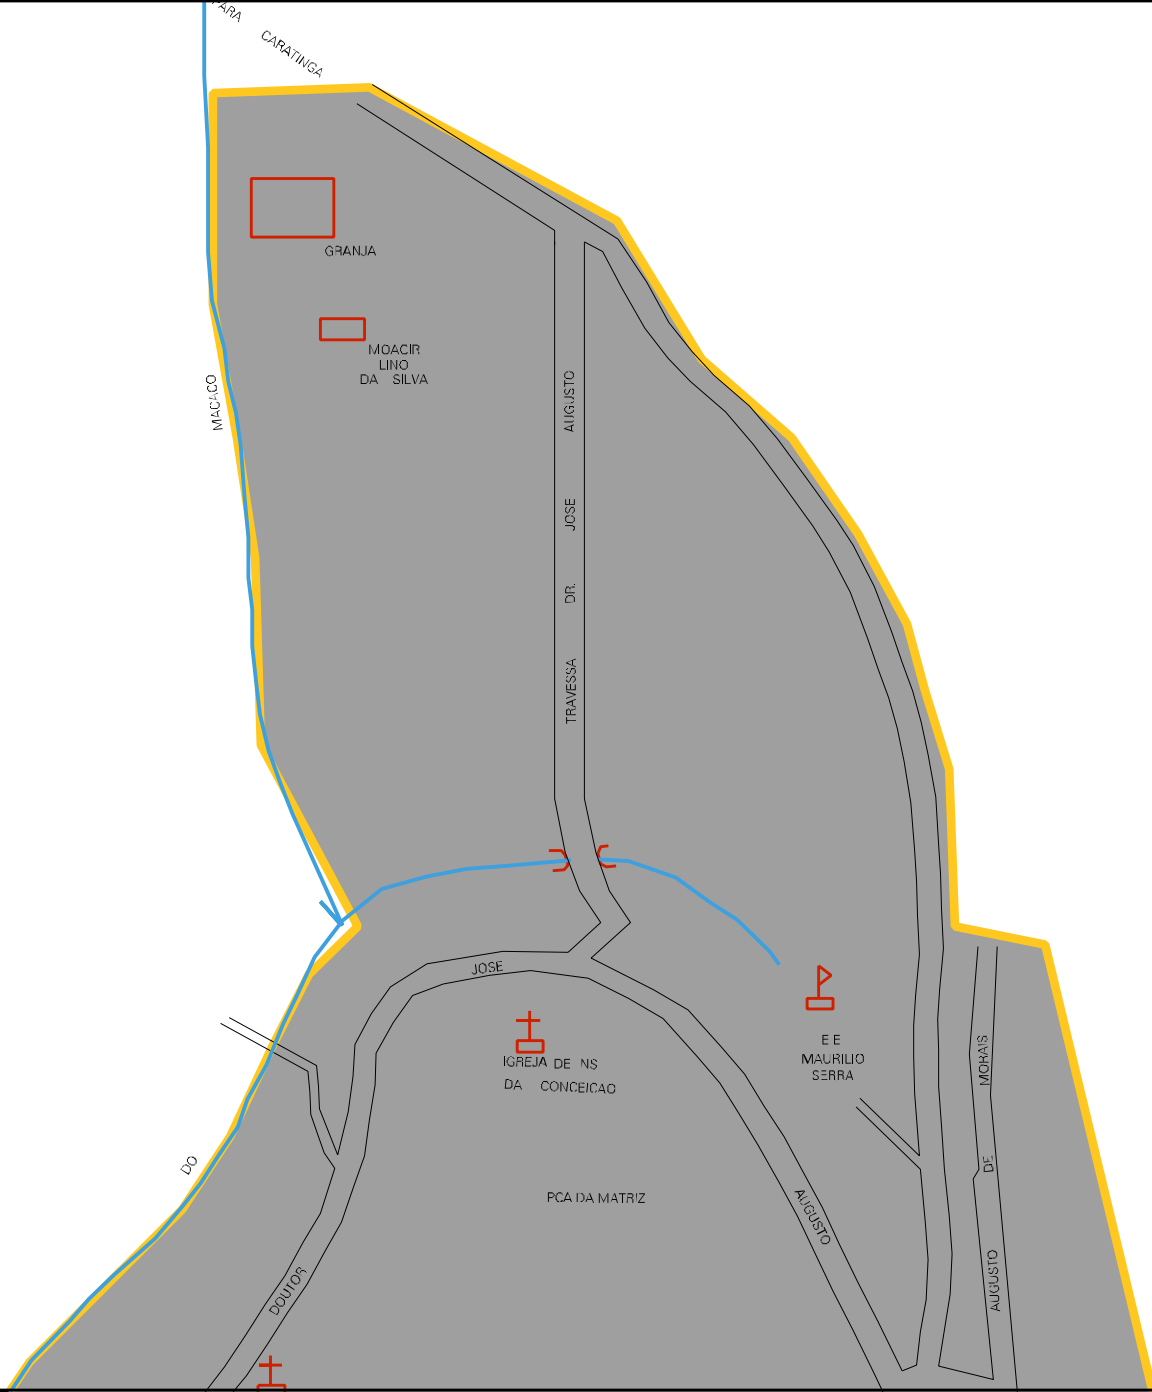 PARA CARATINGA
GRANJA
MOACIR
LINO
DA SILVA
MACACO
TRAVESSA DR. JOSE AUGUSTO
JOSE
IGREJA DE NS
DA CONCEICAO
E E
MAURILIO
SERRA
AUGUSTO DE MORAIS
DO
PCA DA MATRIZ
AUGUSTO
DOUTOR